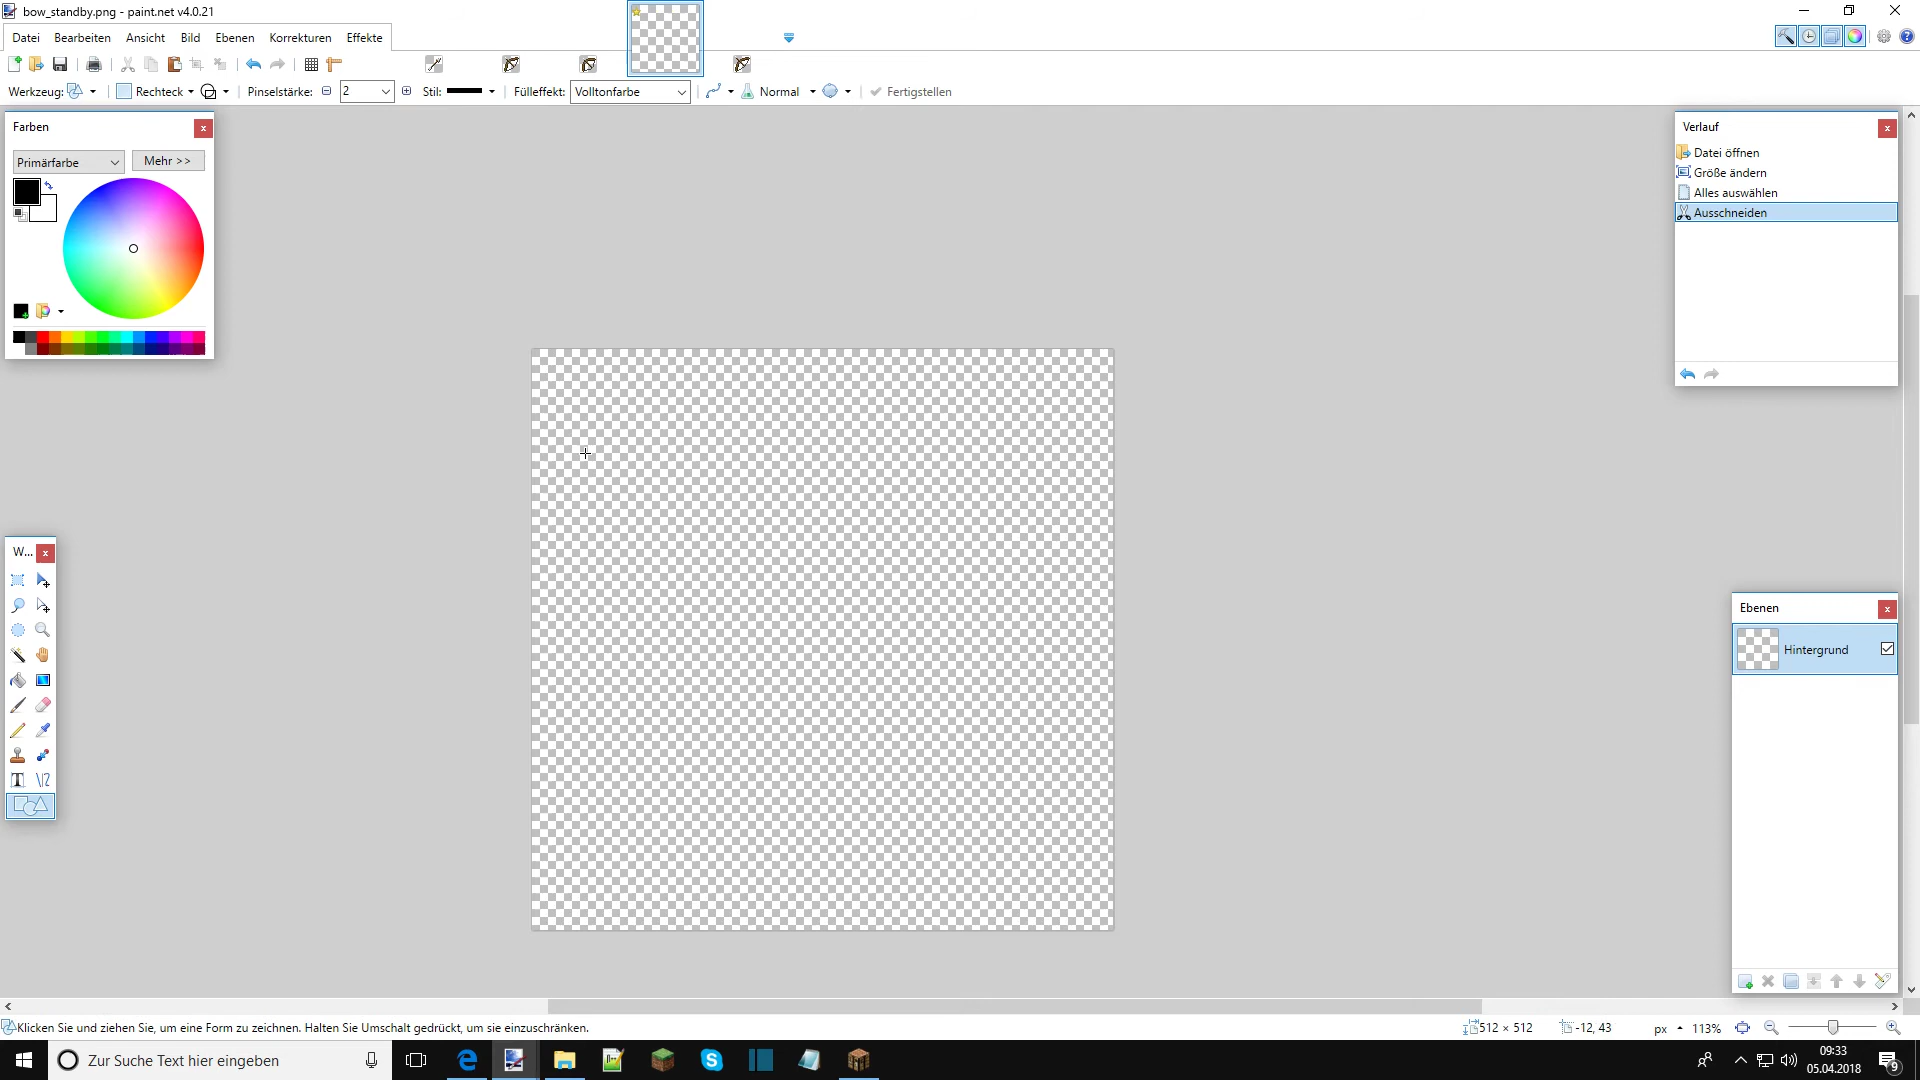 bow_standby.png - paint.net v4.0.21
Datei Bearbeiten Ansicht Bild Ebenen Korrekturen Effekte
Werkzeug: Rechteck Pinselstärke: 2 Stil: Fülleffekt: Volltonfarbe Normal Fertigstellen
Farben
Primärfarbe Mehr >>
Verlauf
Datei öffnen
Größe ändern
Alles auswählen
Ausschneiden
W...
Ebenen
Hintergrund
Klicken Sie und ziehen Sie, um eine Form zu zeichnen. Halten Sie Umschalt gedrückt, um sie einzuschränken.
512 × 512 -12, 43 px 113%
Zur Suche Text hier eingeben
09:33
05.04.2018
9